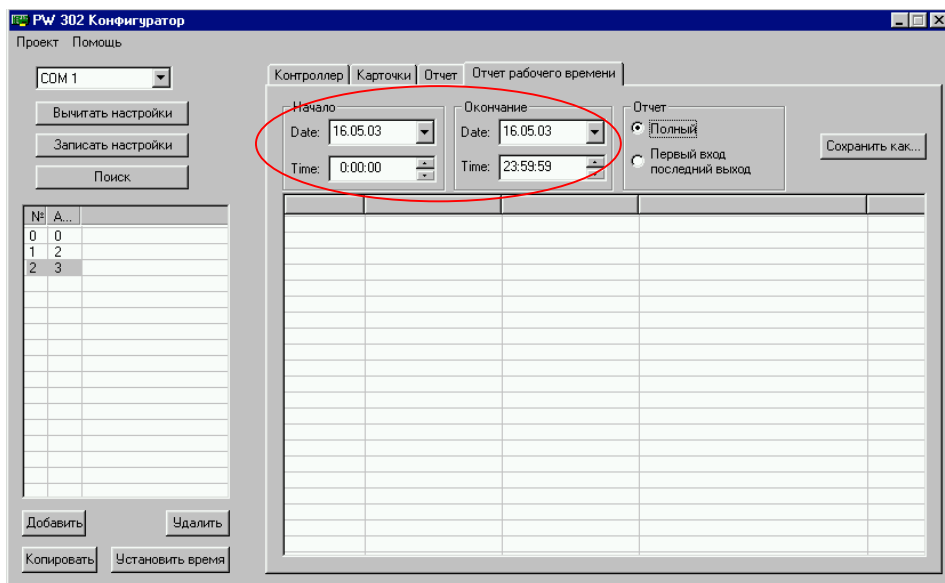 PW 302 Конфигуратор
Проект Помощь
COM 1
Вычитать настройки
Записать настройки
Поиск
№ А...
0 0
1 2
2 3
Добавить Удалить
Копировать Установить время
Контроллер Карточки Отчет Отчет рабочего времени
Начало
Date: 16.05.03
Time: 0:00:00
Окончание
Date: 16.05.03
Time: 23:59:59
Отчет
Полный
Первый вход
последний выход
Сохранить как...